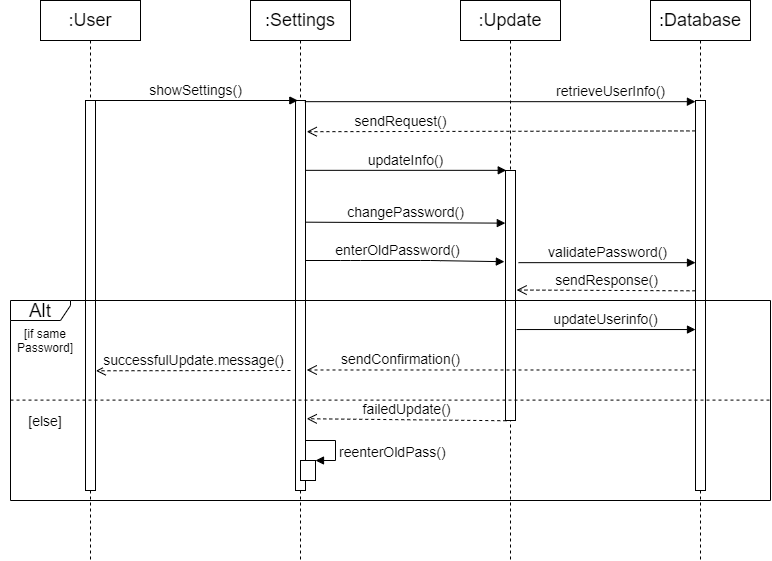 :User
:Settings
:Update
:Database
showSettings()
retrieveUserInfo()
sendRequest()
updateInfo()
changePassword()
enterOldPassword()
validatePassword()
sendResponse()
Alt
[if same
Password]
updateUserinfo()
successfulUpdate.message()
sendConfirmation()
failedUpdate()
[else]
reenterOldPass()